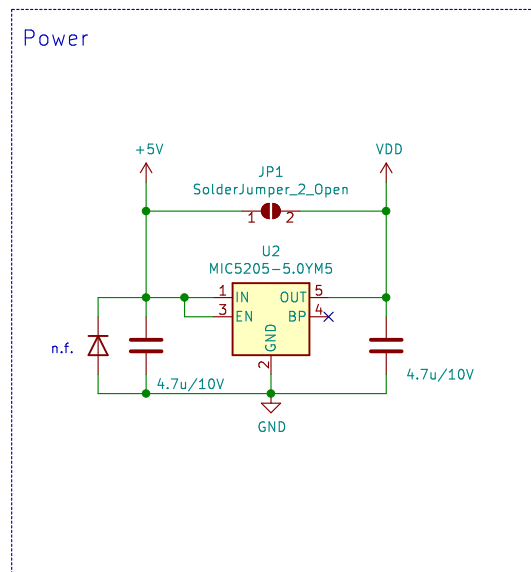 Power
+5V
VDD
JP1
SolderJumper_2_Open
1 2
U2
MIC5205-5.0YM5
1 IN OUT 5
3 EN BP 4
GND
2
n.f.
4.7u/10V
4.7u/10V
GND